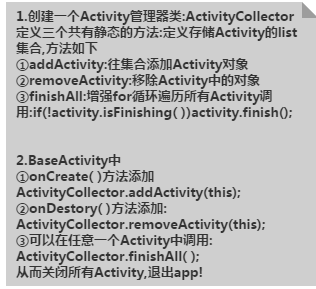 1.创建一个Activity管理器类:ActivityCollector
定义三个共有静态的方法:定义存储Activity的list
集合,方法如下
①addActivity:往集合添加Activity对象
②removeActivity:移除Activity中的对象
③finishAll:增强for循环遍历所有Activity调
用:if(!activity.isFinishing( ))activity.finish();
2.BaseActivity中
①onCreate( )方法添加
ActivityCollector.addActivity(this);
②onDestory( )方法添加:
ActivityCollector.removeActivity(this);
③可以在任意一个Activity中调用:
ActivityCollector.finishAll( );
从而关闭所有Activity,退出app!